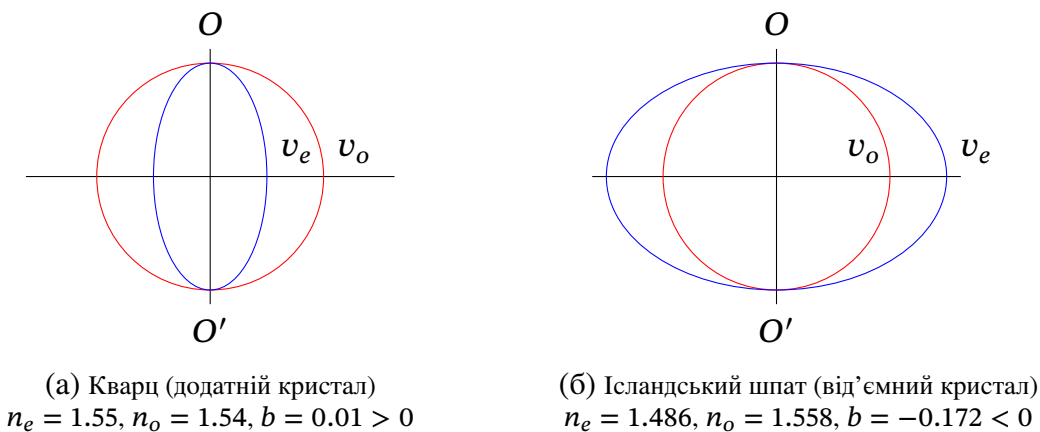 O
v_e
v_o
O′
(а) Кварц (додатній кристал)
n_e = 1.55, n_o = 1.54, b = 0.01 > 0
O
v_o
v_e
O′
(б) Ісландський шпат (від’ємний кристал)
n_e = 1.486, n_o = 1.558, b = −0.172 < 0